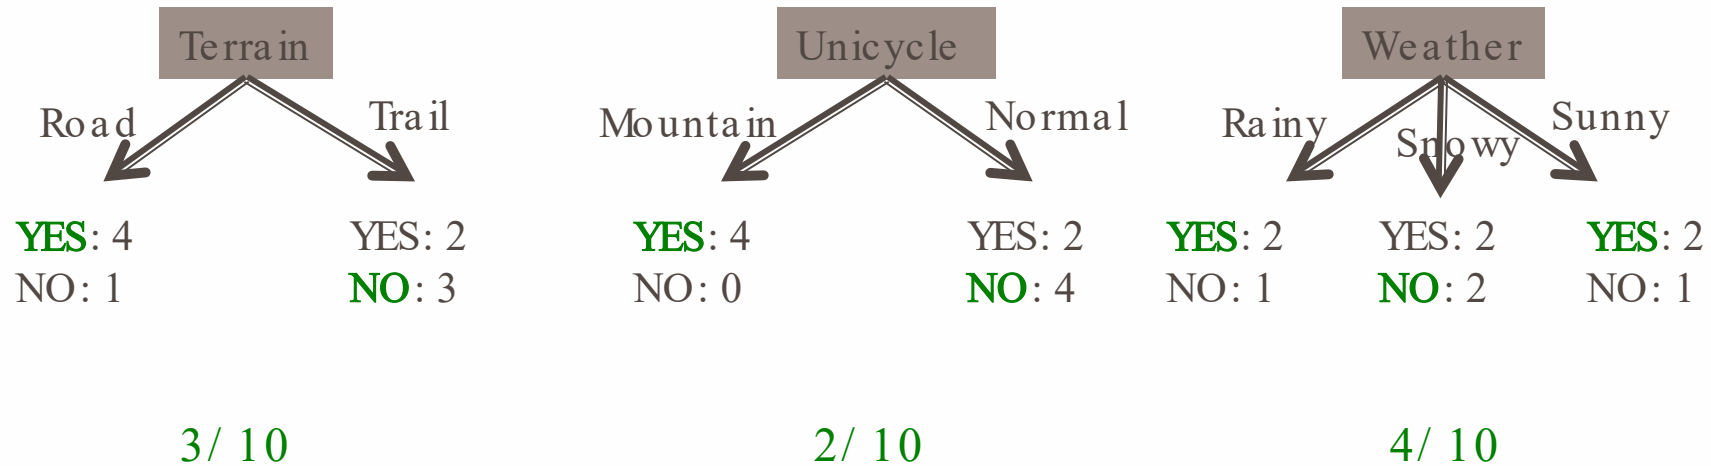 Terrain
Road
Trail
YES: 4
NO: 1
YES: 2
NO: 3
3/ 10
Unicycle
Mountain
Normal
YES: 4
NO: 0
YES: 2
NO: 4
2/ 10
Weather
Rainy
Snowy
Sunny
YES: 2
NO: 1
YES: 2
NO: 2
YES: 2
NO: 1
4/ 10